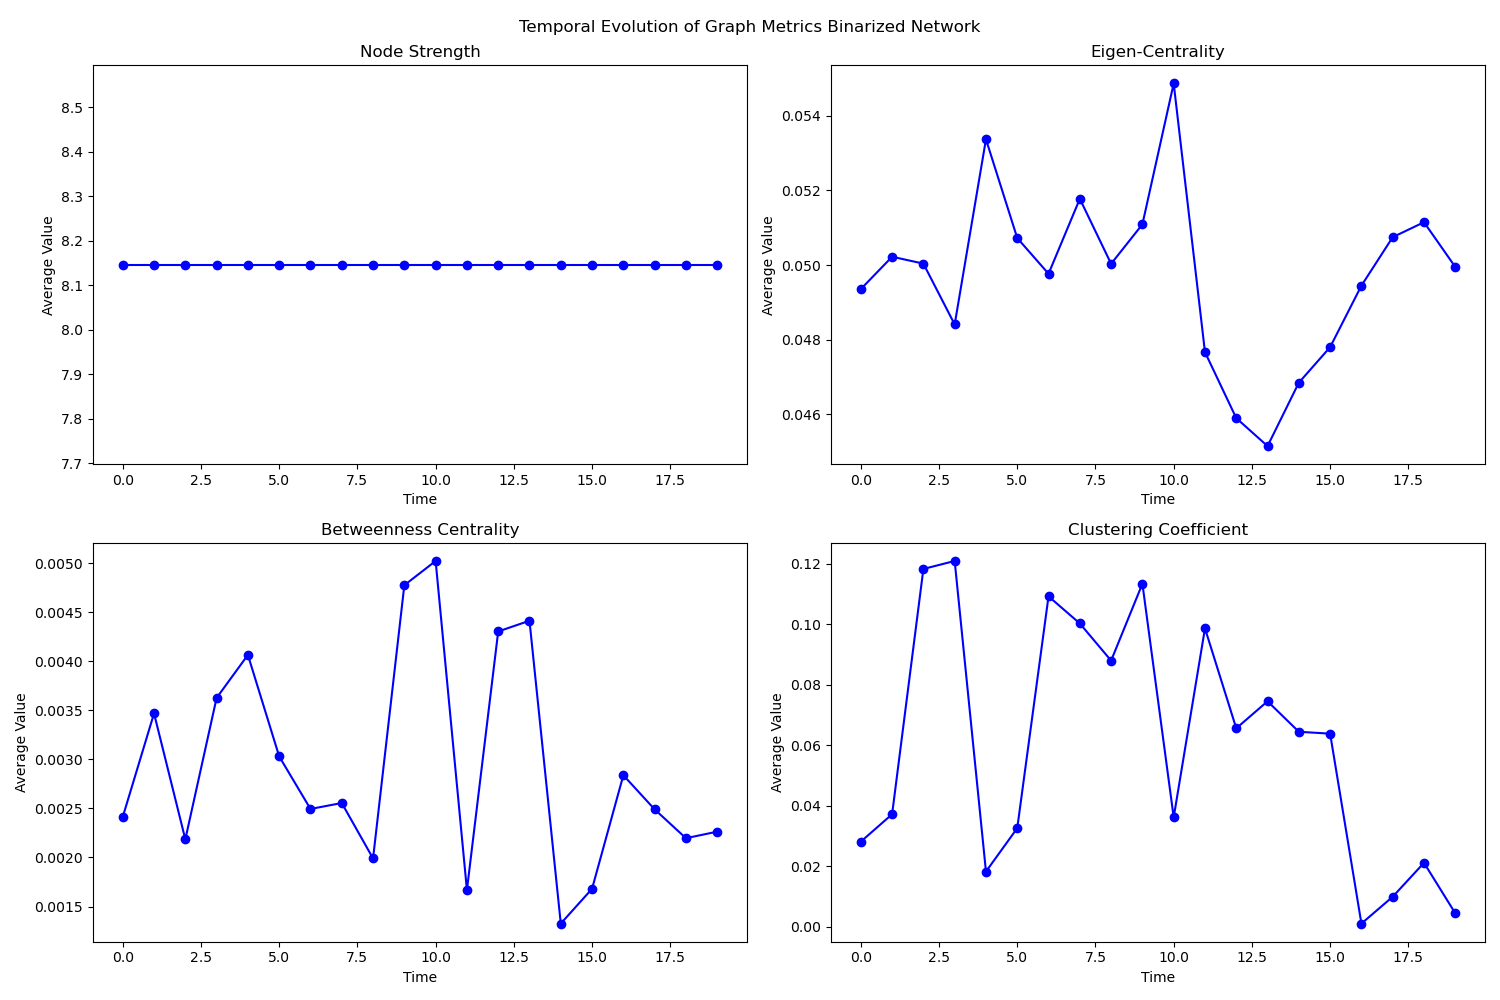 Temporal Evolution of Graph Metrics Binarized Network
Node Strength
8.5
8.4
8.3
8.2
8.1
8.0
7.9
7.8
7.7
Average Value
0.0 2.5 5.0 7.5 10.0 12.5 15.0 17.5
Time
Eigen-Centrality
0.054
0.052
0.050
0.048
0.046
Average Value
0.0 2.5 5.0 7.5 10.0 12.5 15.0 17.5
Time
Betweenness Centrality
0.0050
0.0045
0.0040
0.0035
0.0030
0.0025
0.0020
0.0015
Average Value
0.0 2.5 5.0 7.5 10.0 12.5 15.0 17.5
Time
Clustering Coefficient
0.12
0.10
0.08
0.06
0.04
0.02
0.00
Average Value
0.0 2.5 5.0 7.5 10.0 12.5 15.0 17.5
Time